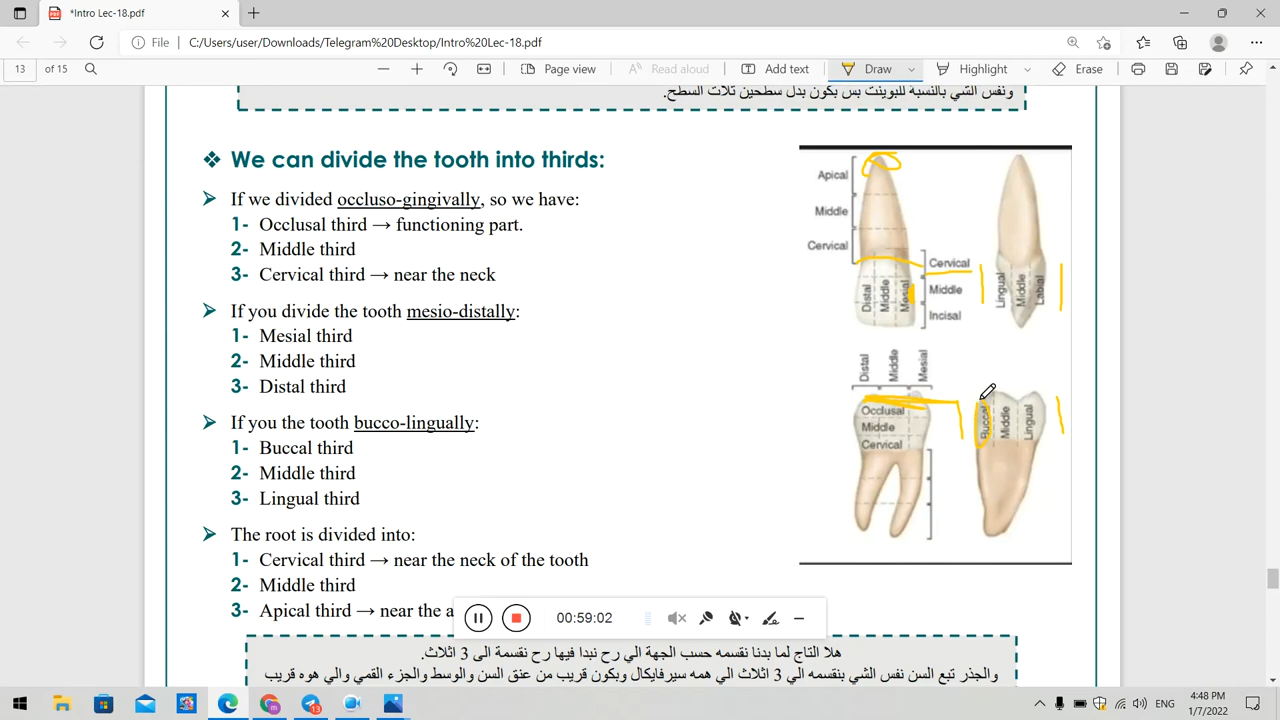 *Intro Lec-18.pdf
File
C:/Users/user/Downloads/Telegram%20Desktop/Intro%20Lec-18.pdf
13 of 15
Page view
Read aloud
Add text
Draw
Highlight
Erase
ونفس الشي بالنسبة للبوينت بس بكون بدل سطحين تلات السطح.
❖ We can divide the tooth into thirds:
➢ If we divided occluso-gingivally, so we have:
1- Occlusal third → functioning part.
2- Middle third
3- Cervical third → near the neck
➢ If you divide the tooth mesio-distally:
1- Mesial third
2- Middle third
3- Distal third
➢ If you the tooth bucco-lingually:
1- Buccal third
2- Middle third
3- Lingual third
➢ The root is divided into:
1- Cervical third → near the neck of the tooth
2- Middle third
3- Apical third → near the a
Apical
Middle
Cervical
Cervical
Middle
Incisal
Distal
Middle
Mesial
Lingual
Middle
Labial
Distal
Middle
Mesial
Occlusal
Middle
Cervical
Buccal
Middle
Lingual
00:59:02
هلا التاج لما بدنا نقسمه حسب الجهة الي رح نبدا فيها رح نقسمة الى 3 اثلاث.
والجذر تبع السن نفس الشي بنقسمه الي 3 اثلاث الي همه سيرفايكال وبكون قريب من عنق السن والوسط والجزء القمي والي هوه قريب
ENG
4:48 PM
1/7/2022